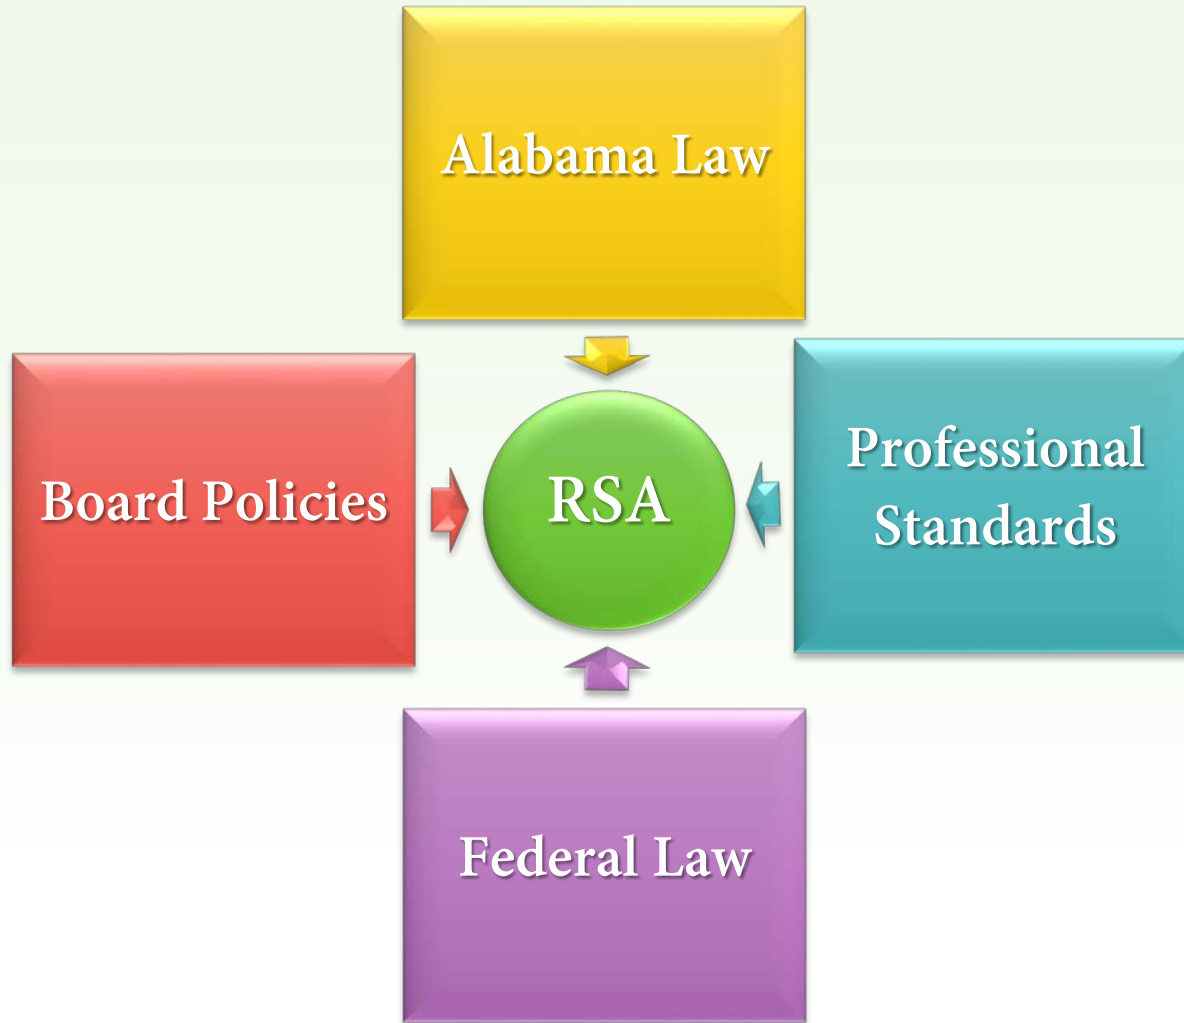 Alabama Law
Board Policies
RSA
Professional
Standards
Federal Law